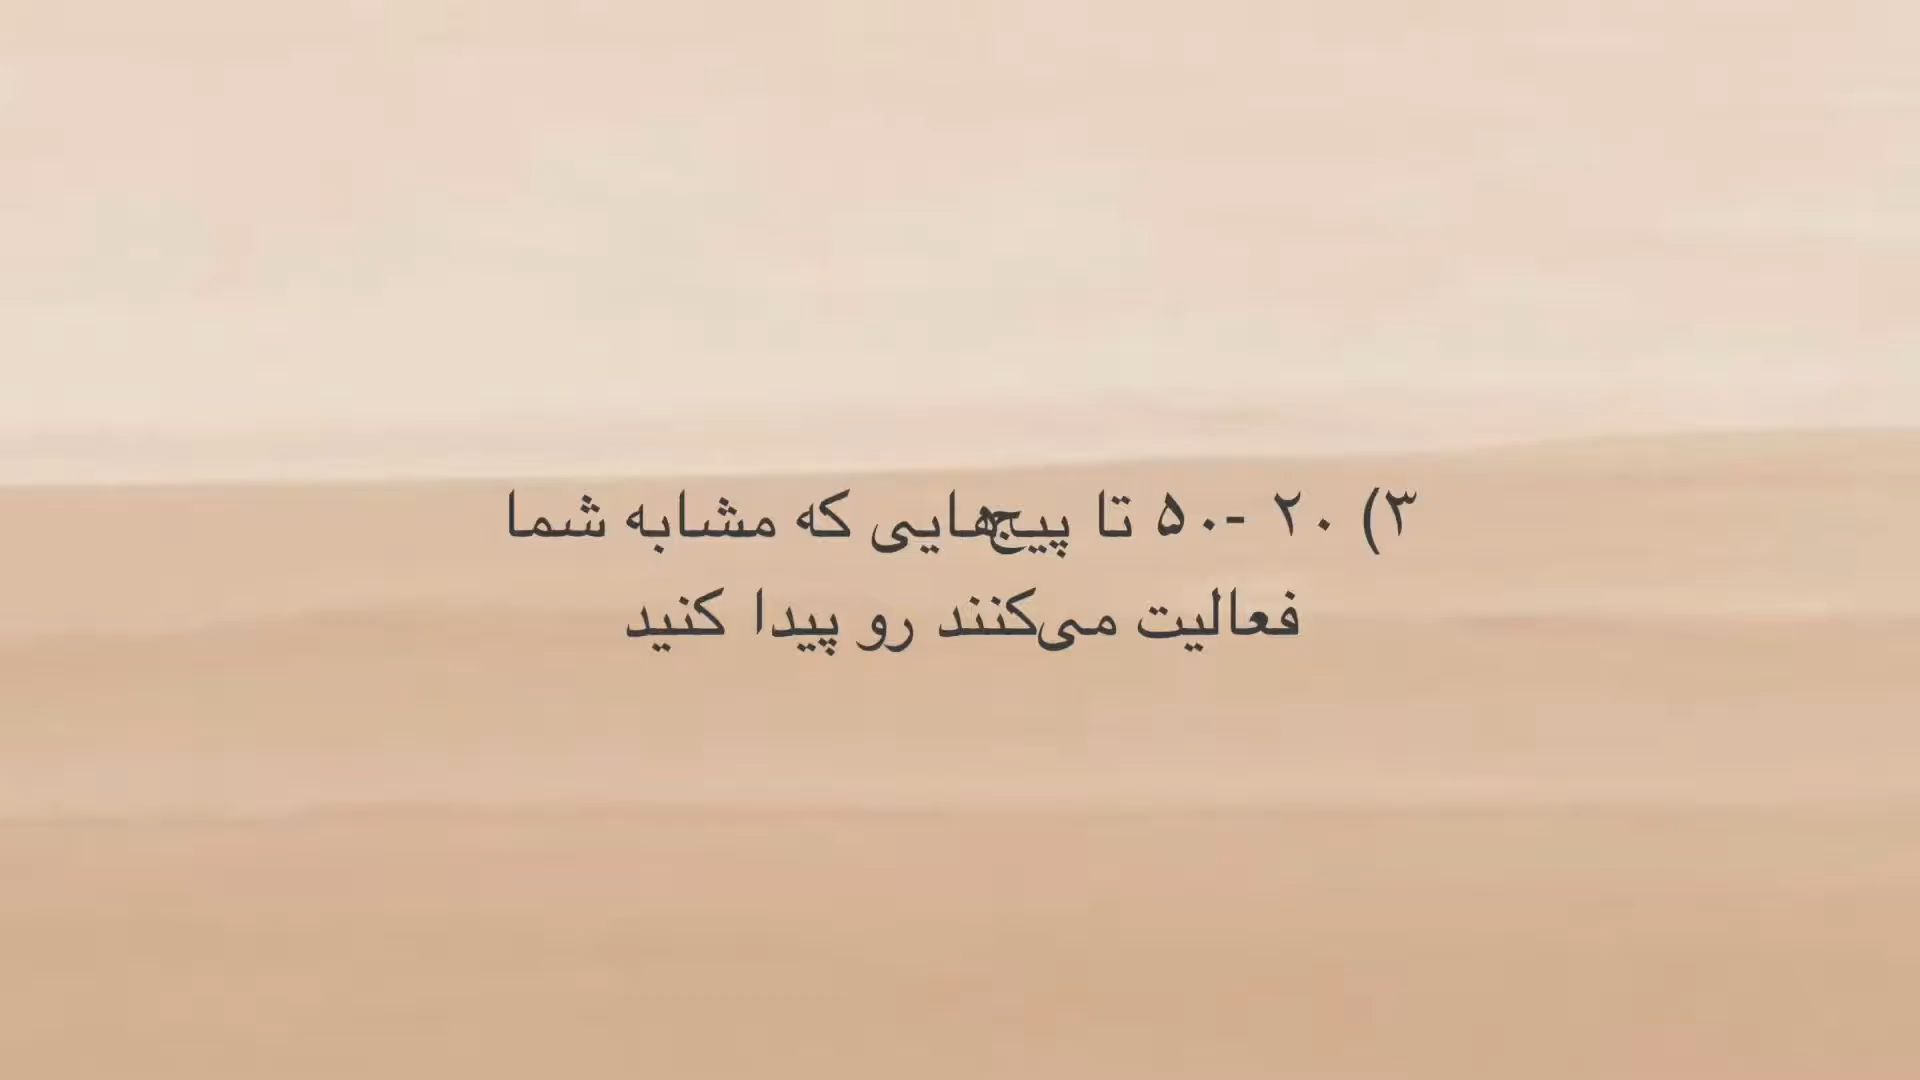 ۳) ۲۰ -۵۰ تا پیج‌هایی که مشابه شما
فعالیت می‌کنند رو پیدا کنید